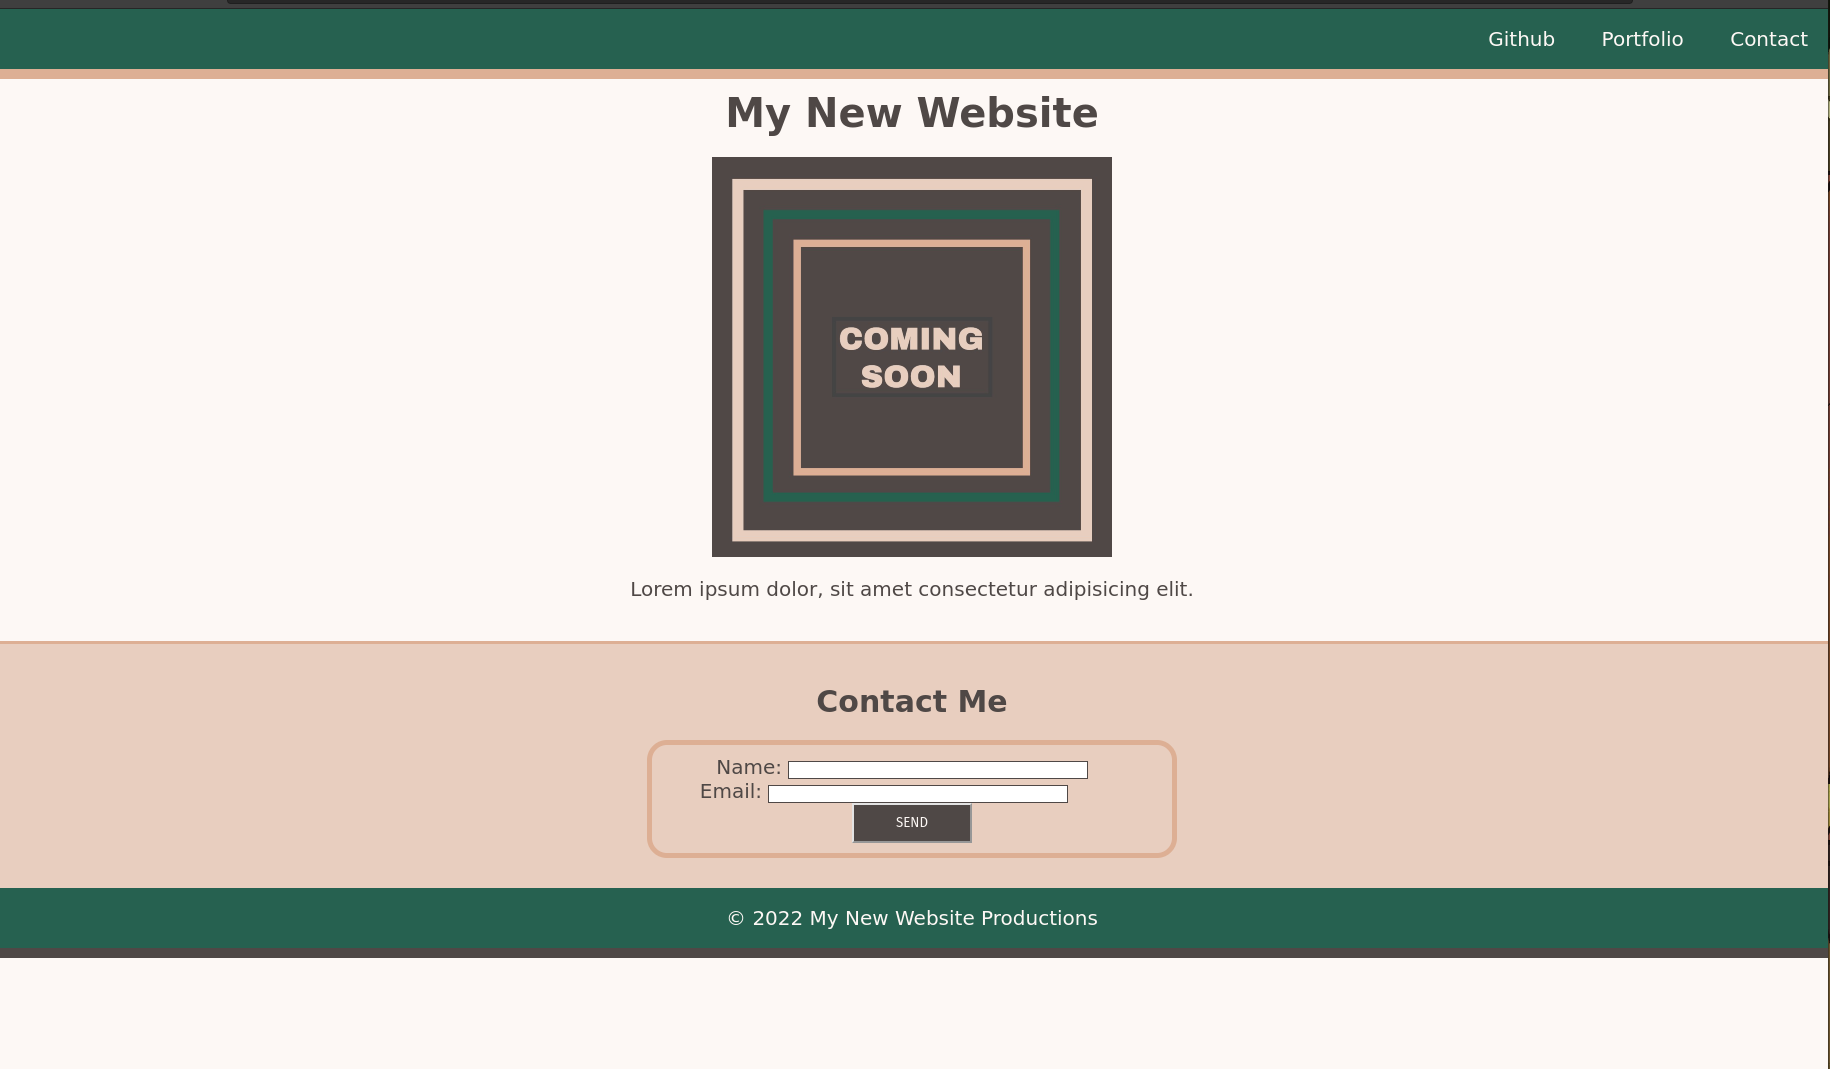 Github Portfolio Contact
My New Website
COMING
SOON
Lorem ipsum dolor, sit amet consectetur adipisicing elit.
Contact Me
Name:
Email:
SEND
© 2022 My New Website Productions